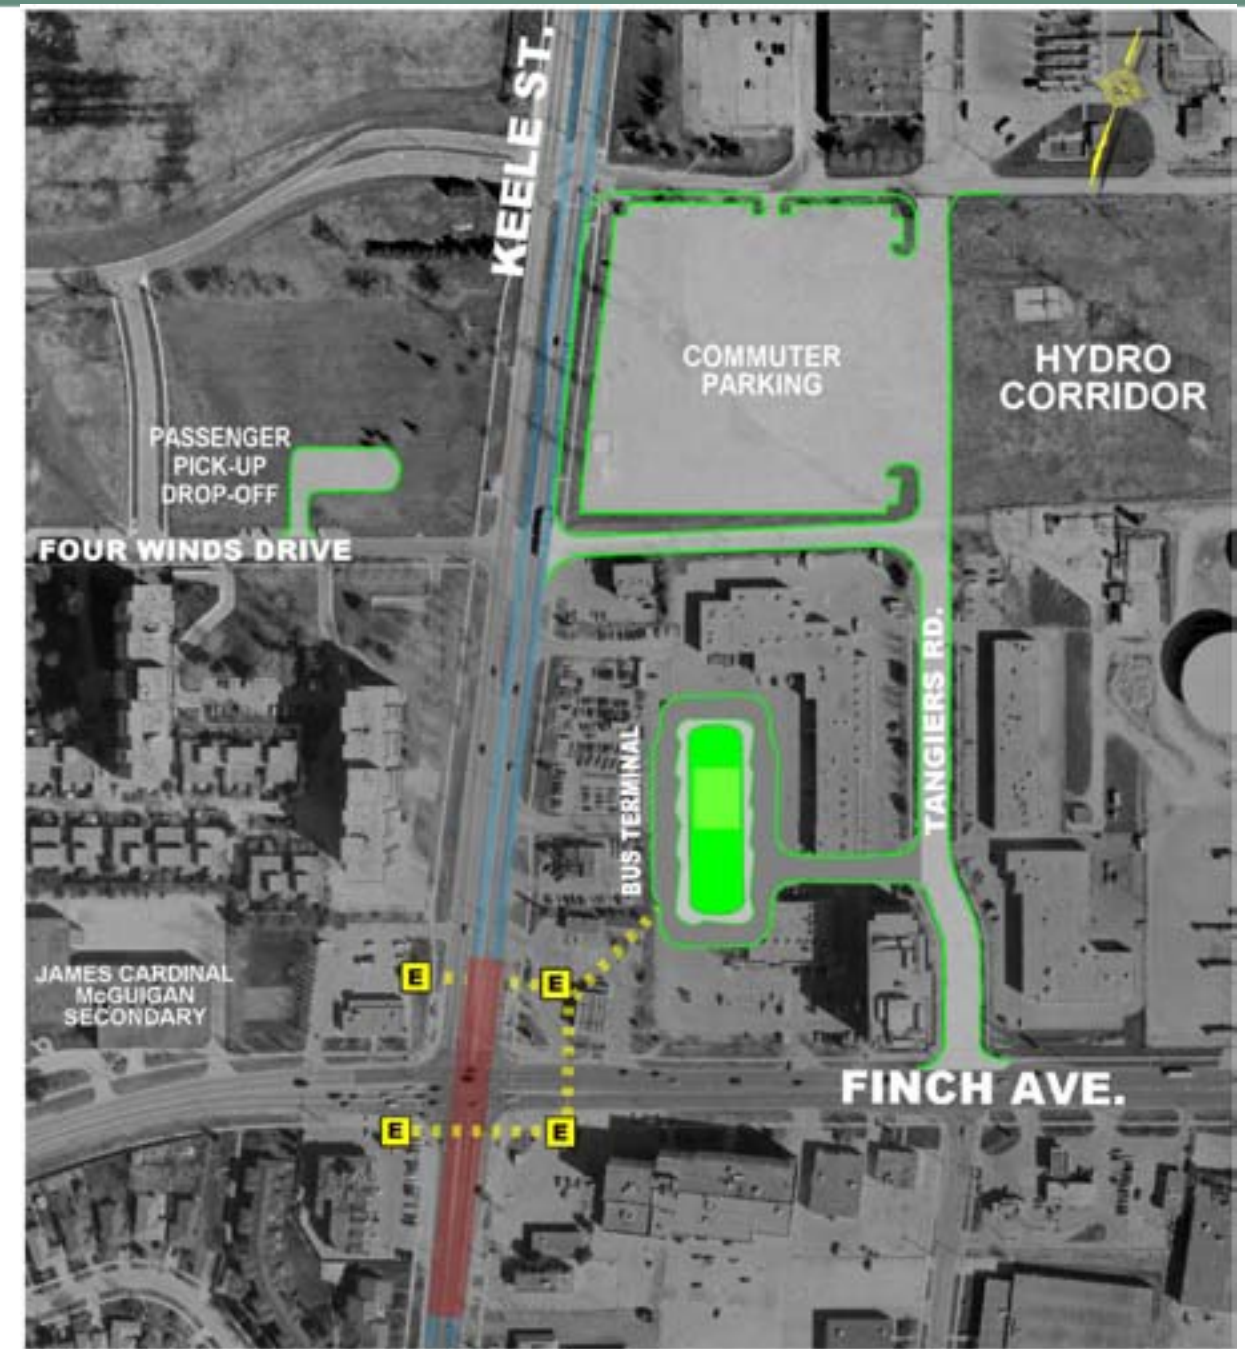 KEELE ST.
COMMUTER
PARKING
HYDRO
CORRIDOR
PASSENGER
PICK-UP
DROP-OFF
FOUR WINDS DRIVE
TANGIERS RD.
BUS TERMINAL
JAMES CARDINAL
McGUIGAN
SECONDARY
E
E
FINCH AVE.
E
E